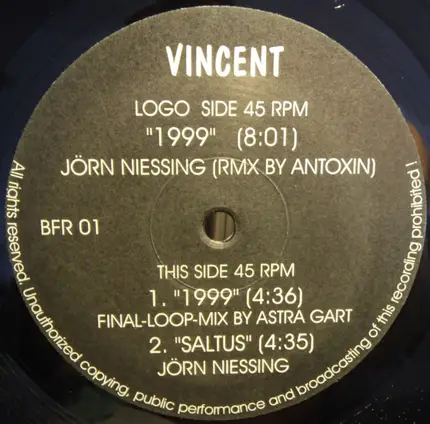 VINCENT
LOGO SIDE 45 RPM
"1999" (8:01)
JÖRN NIESSING (RMX BY ANTOXIN)
BFR 01
THIS SIDE 45 RPM
1. "1999" (4:36)
FINAL-LOOP-MIX BY ASTRA GART
2. "SALTUS" (4:35)
JÖRN NIESSING
All rights reserved. Unauthorized copying, public performance and broadcasting of this recording prohibited !